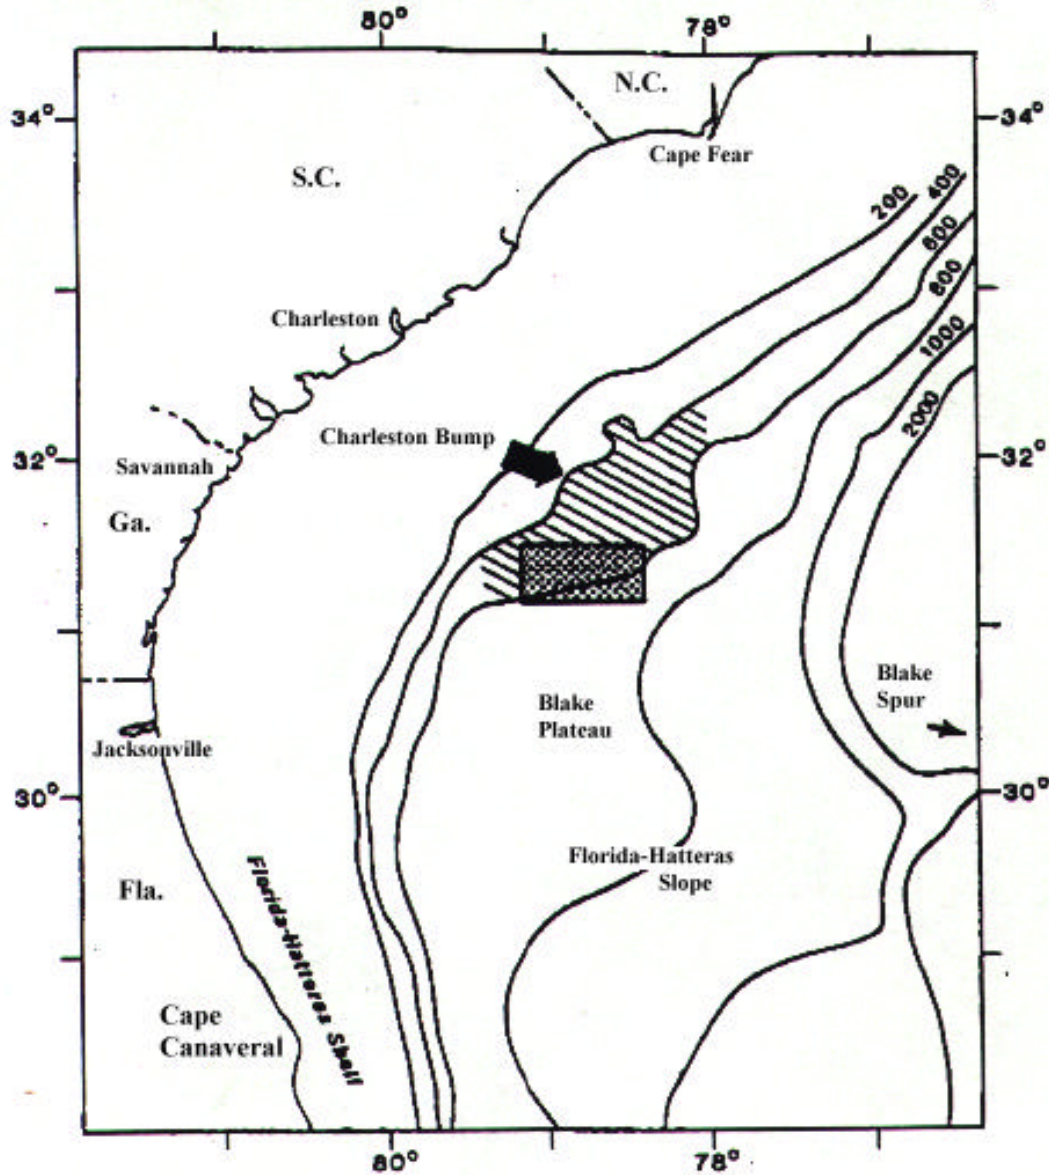 80°
78°
34°
34°
N.C.
Cape Fear
S.C.
200
400
600
800
1000
2000
Charleston
Charleston Bump
32°
32°
Savannah
Ga.
Blake
Spur
Blake
Plateau
Jacksonville
30°
30°
Florida-Hatteras
Slope
Fla.
Florida-Hatteras Shelf
Cape
Canaveral
80°
78°